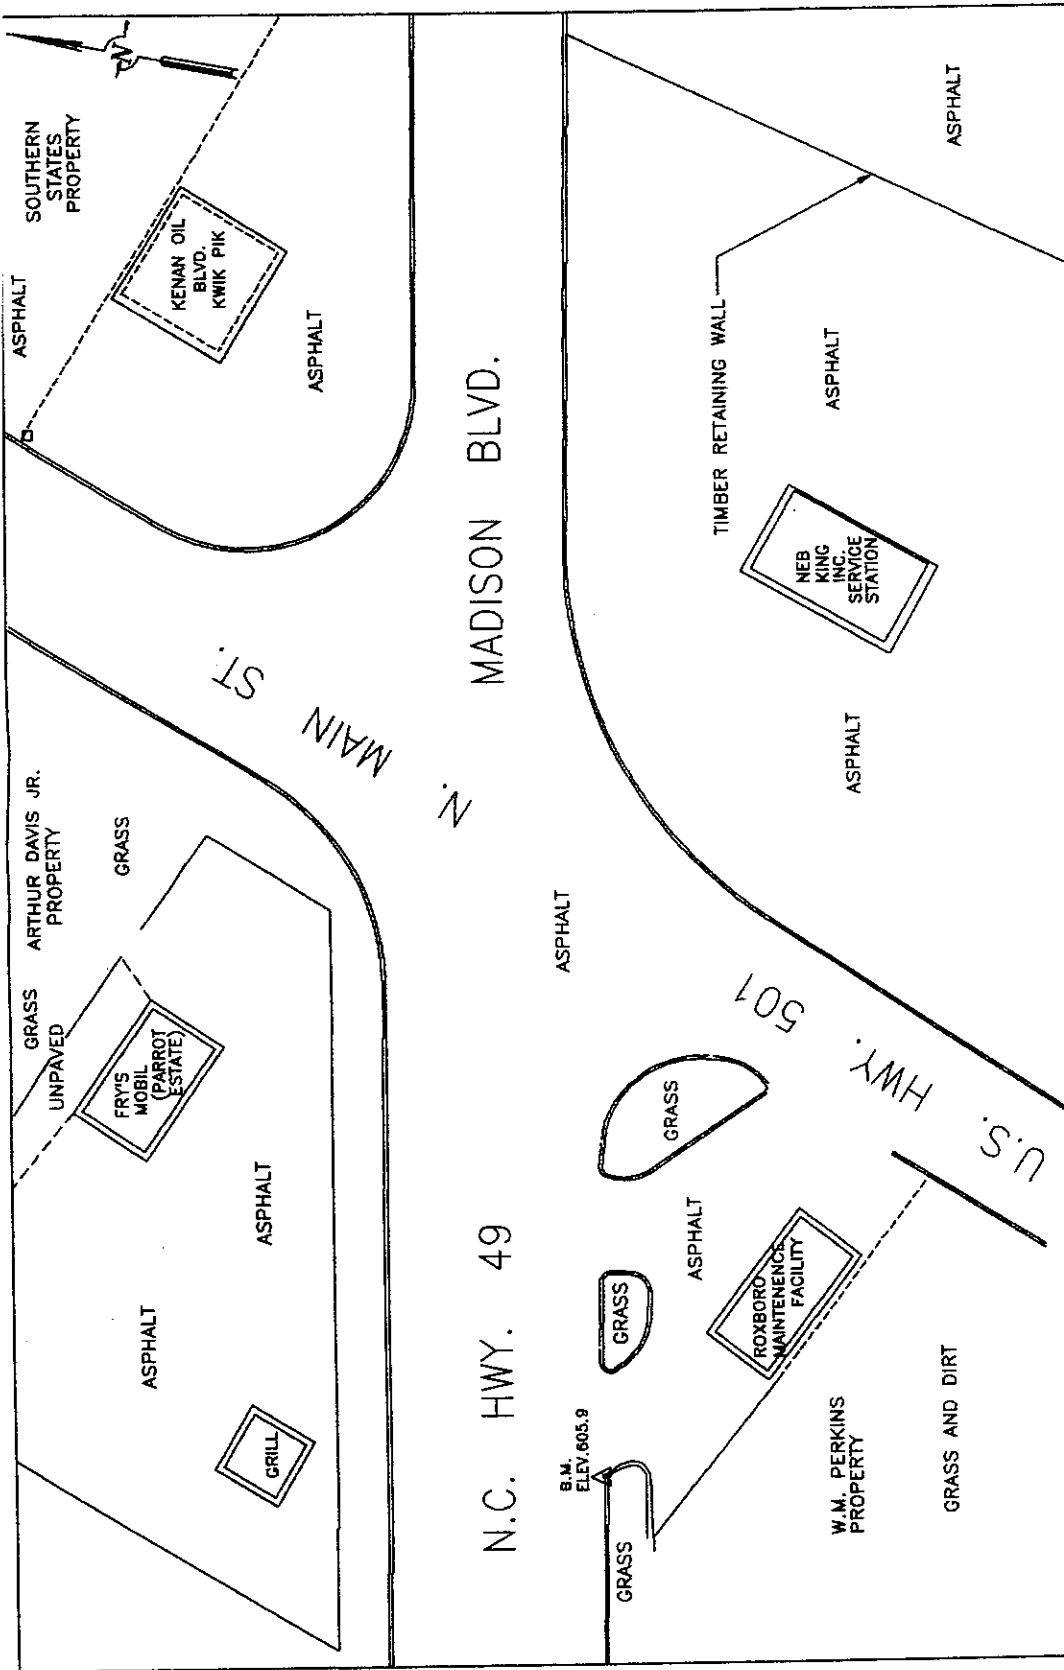 GRASS
ARTHUR DAVIS JR.
PROPERTY
GRASS
UNPAVED
FRY'S
MOBIL
(PARROT
ESTATE)
ASPHALT
ASPHALT
GRILL
ASPHALT
SOUTHERN
STATES
PROPERTY
N
KENAN OIL
BLVD.
KWIK PIK
ASPHALT
N. MAIN ST.
N.C. HWY. 49
MADISON BLVD.
ASPHALT
B.M.
ELEV.605.9
GRASS
GRASS
GRASS
ASPHALT
ROXBORO
MAINTENENCE
FACILITY
W.M. PERKINS
PROPERTY
GRASS AND DIRT
U.S. HWY. 501
ASPHALT
NEB
KING
INC.
SERVICE
STATION
ASPHALT
TIMBER RETAINING WALL
ASPHALT